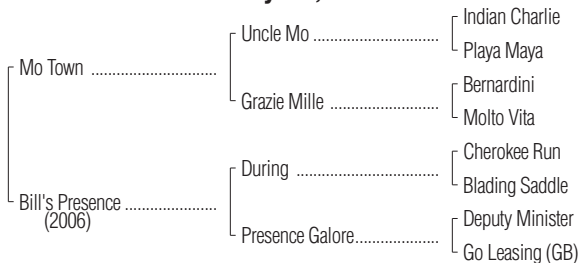 Indian Charlie
Uncle Mo ................................
Playa Maya
Mo Town ................................
Bernardini
Grazie Mille ............................
Molto Vita
Cherokee Run
During ...................................
Blading Saddle
Bill's Presence .......................
(2006)
Deputy Minister
Presence Galore.....................
Go Leasing (GB)